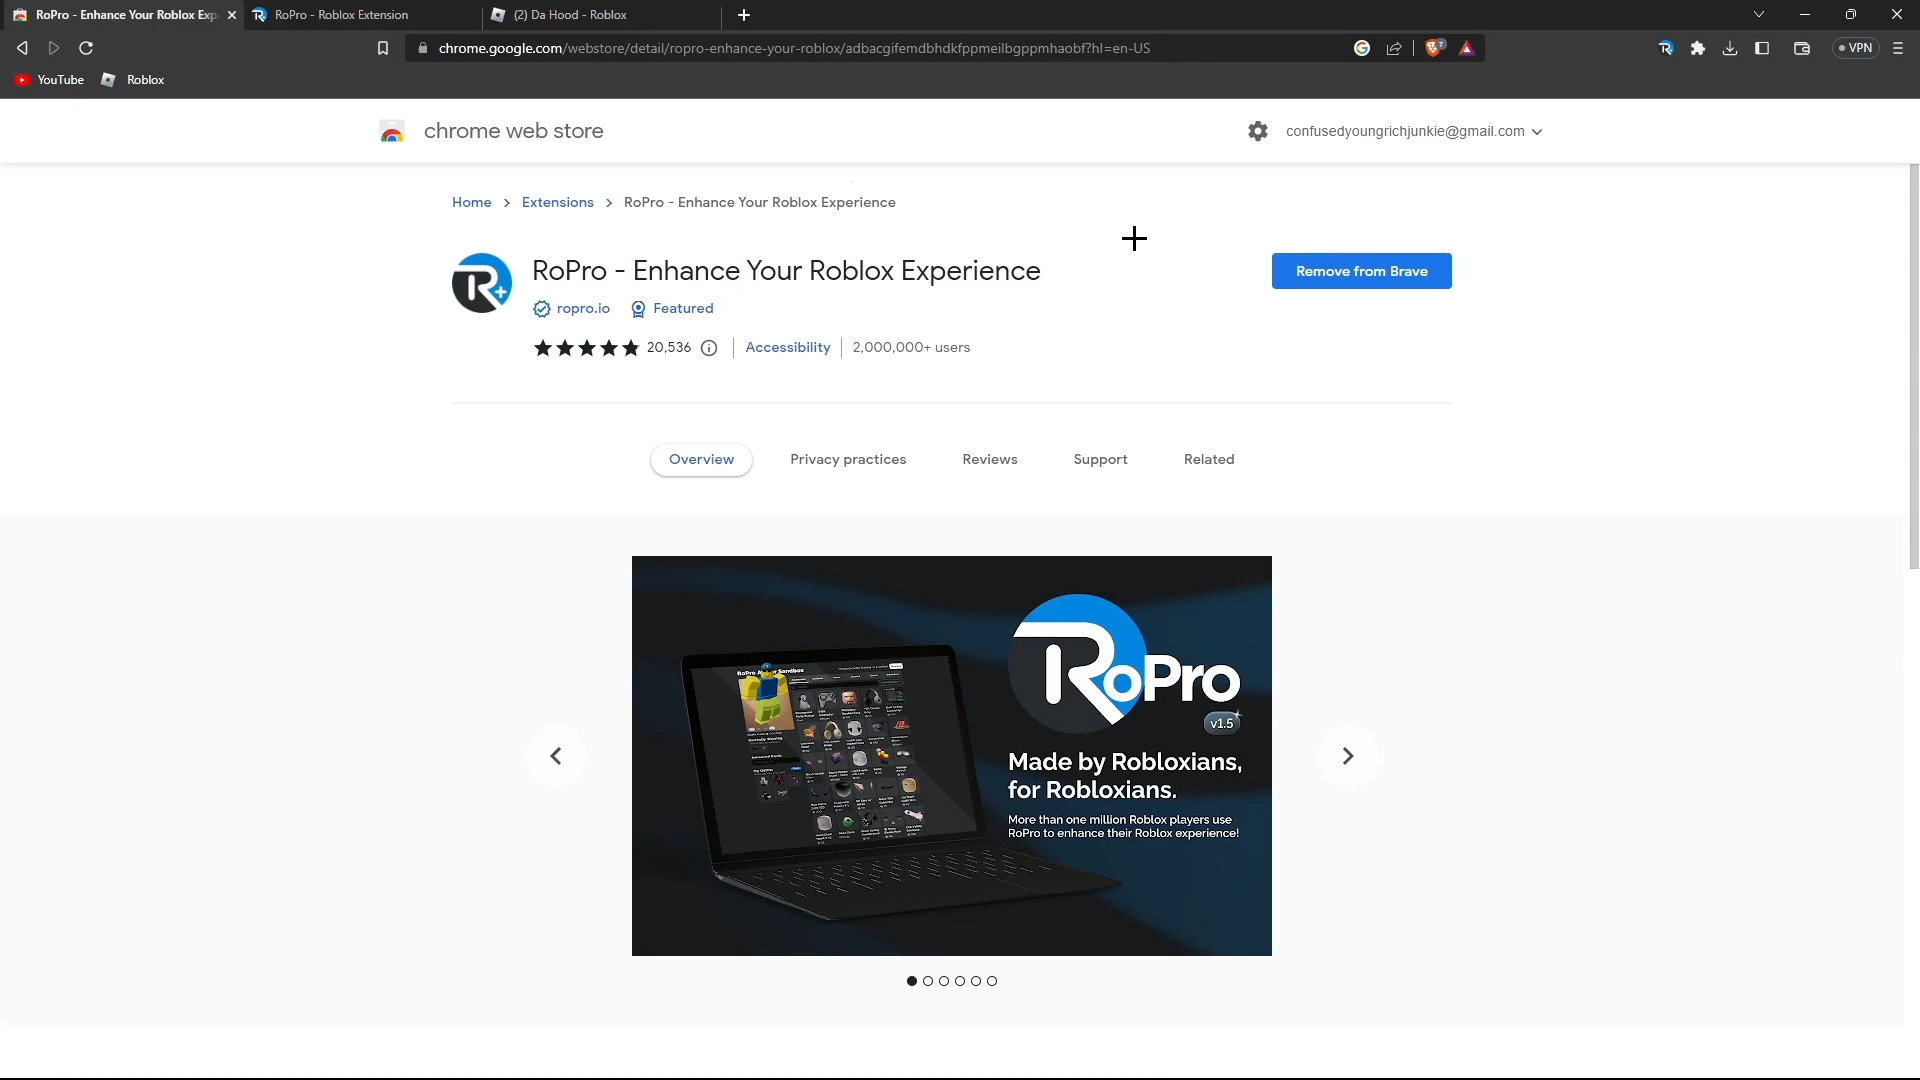 RoPro - Enhance Your Roblox Exp
RoPro - Roblox Extension
(2) Da Hood - Roblox
chrome.google.com/webstore/detail/ropro-enhance-your-roblox/adbacgifemdbhdkfppmeilbgppmhaobf?hl=en-US
7
VPN
YouTube
Roblox
chrome web store
confusedyoungrichjunkie@gmail.com
Home > Extensions > RoPro - Enhance Your Roblox Experience
RoPro - Enhance Your Roblox Experience
Remove from Brave
ropro.io
Featured
20,536
Accessibility
2,000,000+ users
Overview
Privacy practices
Reviews
Support
Related
RoPro
v1.5
Made by Robloxians,
for Robloxians.
More than one million Roblox players use
RoPro to enhance their Roblox experience!